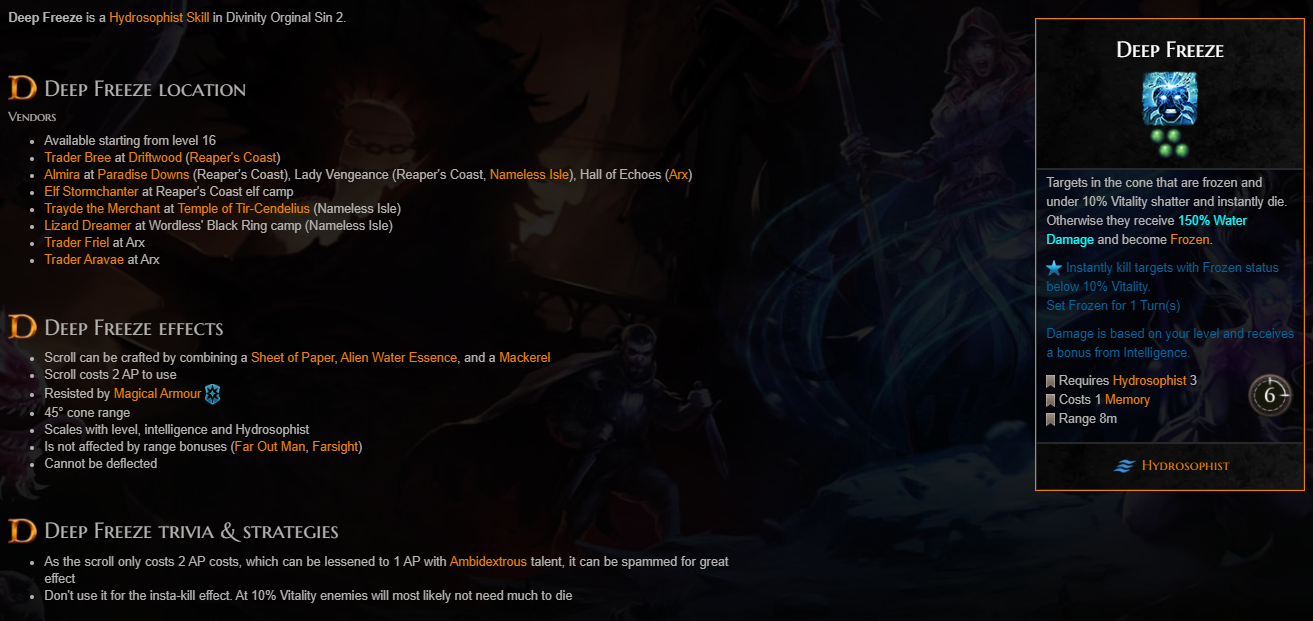 Deep Freeze is a Hydrosophist Skill in Divinity Orginal Sin 2.
Deep Freeze location
Vendors
Available starting from level 16
Trader Bree at Driftwood (Reaper's Coast)
Almira at Paradise Downs (Reaper's Coast), Lady Vengeance (Reaper's Coast, Nameless Isle), Hall of Echoes (Arx)
Elf Stormchanter at Reaper's Coast elf camp
Trayde the Merchant at Temple of Tir-Cendelius (Nameless Isle)
Lizard Dreamer at Wordless' Black Ring camp (Nameless Isle)
Trader Friel at Arx
Trader Aravae at Arx
Deep Freeze effects
Scroll can be crafted by combining a Sheet of Paper, Alien Water Essence, and a Mackerel
Scroll costs 2 AP to use
Resisted by Magical Armour
45° cone range
Scales with level, intelligence and Hydrosophist
Is not affected by range bonuses (Far Out Man, Farsight)
Cannot be deflected
Deep Freeze trivia & strategies
As the scroll only costs 2 AP costs, which can be lessened to 1 AP with Ambidextrous talent, it can be spammed for great
effect
Don't use it for the insta-kill effect. At 10% Vitality enemies will most likely not need much to die
Deep Freeze
Targets in the cone that are frozen and
under 10% Vitality shatter and instantly die.
Otherwise they receive 150% Water
Damage and become Frozen.
Instantly kill targets with Frozen status
below 10% Vitality.
Set Frozen for 1 Turn(s)
Damage is based on your level and receives
a bonus from Intelligence.
Requires Hydrosophist 3
Costs 1 Memory
Range 8m
6
Hydrosophist